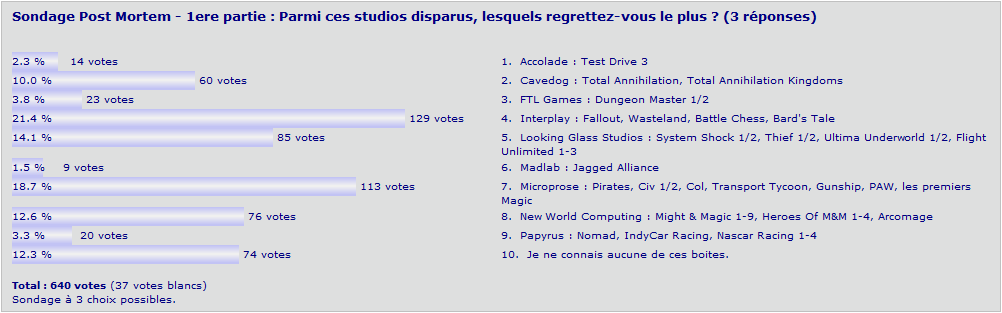 Sondage Post Mortem - 1ere partie : Parmi ces studios disparus, lesquels regrettez-vous le plus ? (3 réponses)
2.3 % 14 votes 1. Accolade : Test Drive 3
10.0 % 60 votes 2. Cavedog : Total Annihilation, Total Annihilation Kingdoms
3.8 % 23 votes 3. FTL Games : Dungeon Master 1/2
21.4 % 129 votes 4. Interplay : Fallout, Wasteland, Battle Chess, Bard's Tale
14.1 % 85 votes 5. Looking Glass Studios : System Shock 1/2, Thief 1/2, Ultima Underworld 1/2, Flight
Unlimited 1-3
1.5 % 9 votes 6. Madlab : Jagged Alliance
18.7 % 113 votes 7. Microprose : Pirates, Civ 1/2, Col, Transport Tycoon, Gunship, PAW, les premiers
Magic
12.6 % 76 votes 8. New World Computing : Might & Magic 1-9, Heroes Of M&M 1-4, Arcomage
3.3 % 20 votes 9. Papyrus : Nomad, IndyCar Racing, Nascar Racing 1-4
12.3 % 74 votes 10. Je ne connais aucune de ces boites.
Total : 640 votes (37 votes blancs)
Sondage à 3 choix possibles.